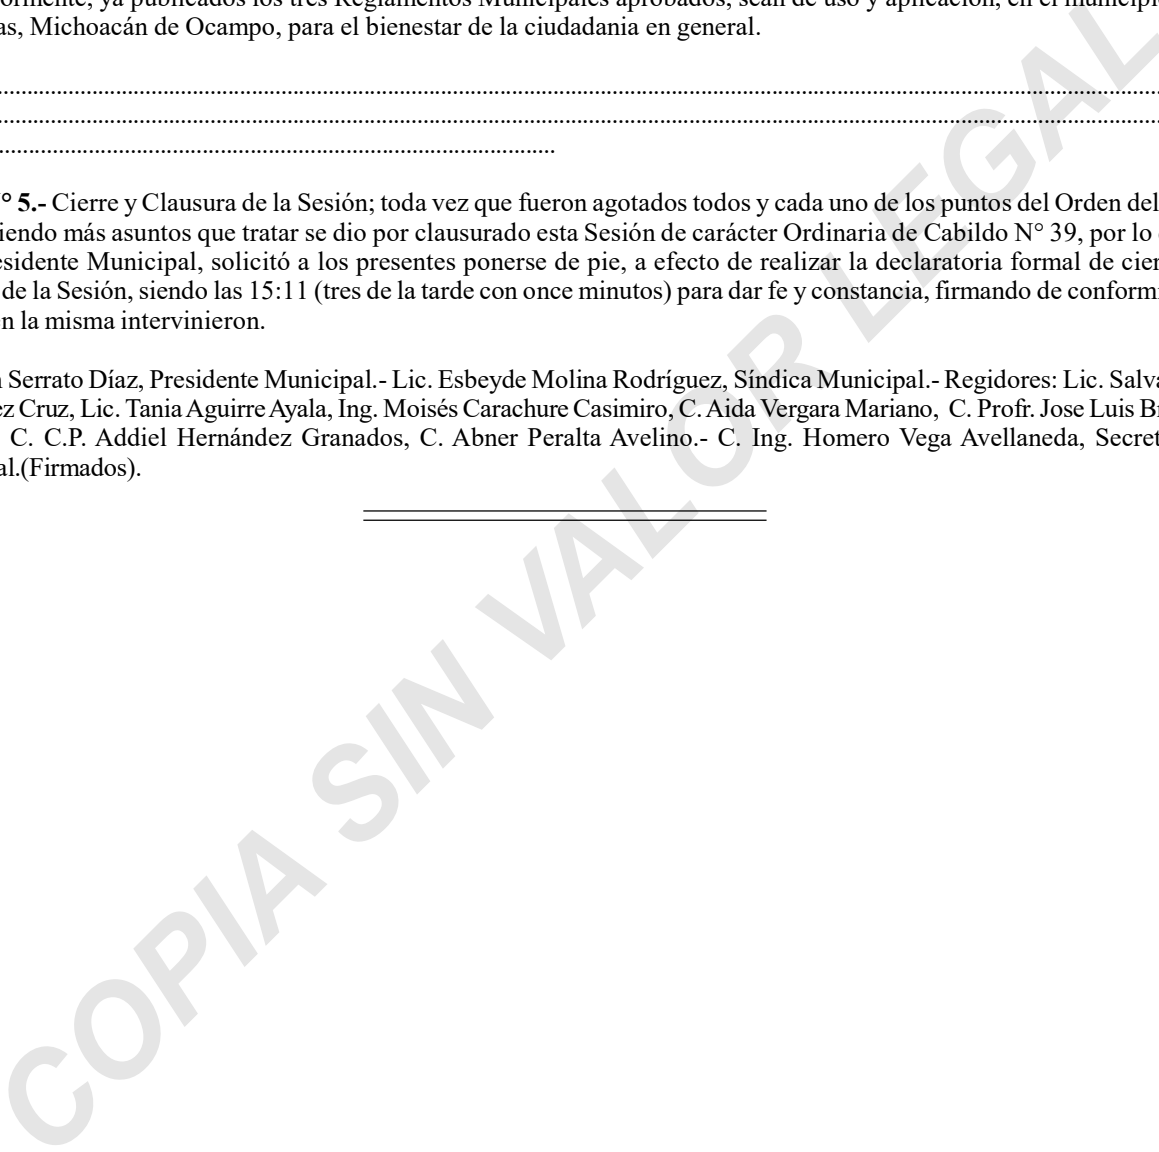 ormente, ya publicados los tres Reglamentos Municipales aprobados, sean de uso y aplicación, en el municipio
as, Michoacán de Ocampo, para el bienestar de la ciudadania en general.
° 5.- Cierre y Clausura de la Sesión; toda vez que fueron agotados todos y cada uno de los puntos del Orden del
iendo más asuntos que tratar se dio por clausurado esta Sesión de carácter Ordinaria de Cabildo N° 39, por lo
esidente Municipal, solicitó a los presentes ponerse de pie, a efecto de realizar la declaratoria formal de cier
de la Sesión, siendo las 15:11 (tres de la tarde con once minutos) para dar fe y constancia, firmando de conformi
n la misma intervinieron.
Serrato Díaz, Presidente Municipal.- Lic. Esbeyde Molina Rodríguez, Síndica Municipal.- Regidores: Lic. Salva
ez Cruz, Lic. Tania Aguirre Ayala, Ing. Moisés Carachure Casimiro, C. Aida Vergara Mariano, C. Profr. Jose Luis Br
C. C.P. Addiel Hernández Granados, C. Abner Peralta Avelino.- C. Ing. Homero Vega Avellaneda, Secret
al.(Firmados).
COPIA SIN VALOR LEGAL